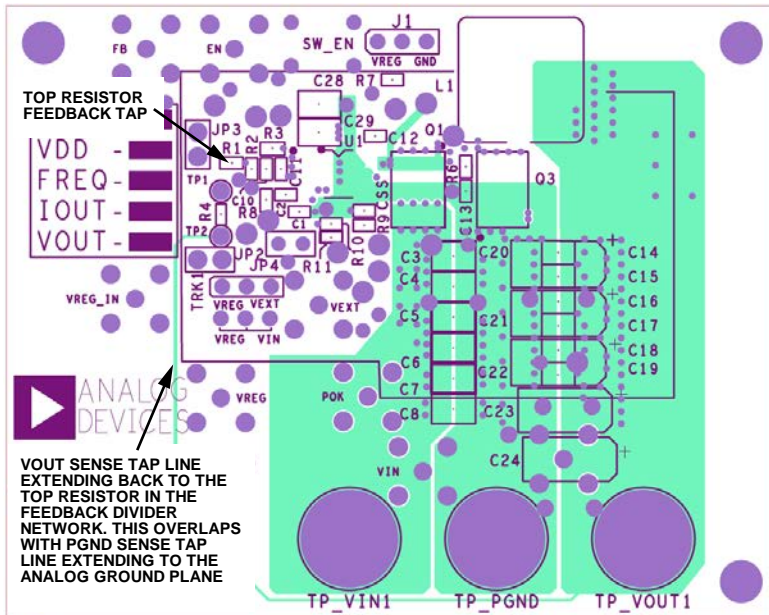 J1
FB
EN
SW_EN
VREG GND
R7
C28
L1
TOP RESISTOR
FEEDBACK TAP
JP3
R1
R2
R3
C29
U1
C12
Q1
VDD -
FREQ -
IOUT -
VOUT -
TP1
R4
TP2
C10
R8
C2
C11
C1
CSS
R9
R6
C13
Q3
JP2
TRK1
JP4
R11
R10
C3
C4
C5
C6
C7
C8
C20
C21
C22
C23
C24
C14
C15
C16
C17
C18
C19
VREG_IN
VREG VEXT
VREG VIN
VEXT
VREG
POK
VIN
ANALOG
DEVICES
VOUT SENSE TAP LINE
EXTENDING BACK TO THE
TOP RESISTOR IN THE
FEEDBACK DIVIDER
NETWORK. THIS OVERLAPS
WITH PGND SENSE TAP
LINE EXTENDING TO THE
ANALOG GROUND PLANE
TP_VIN1
TP_PGND
TP_VOUT1